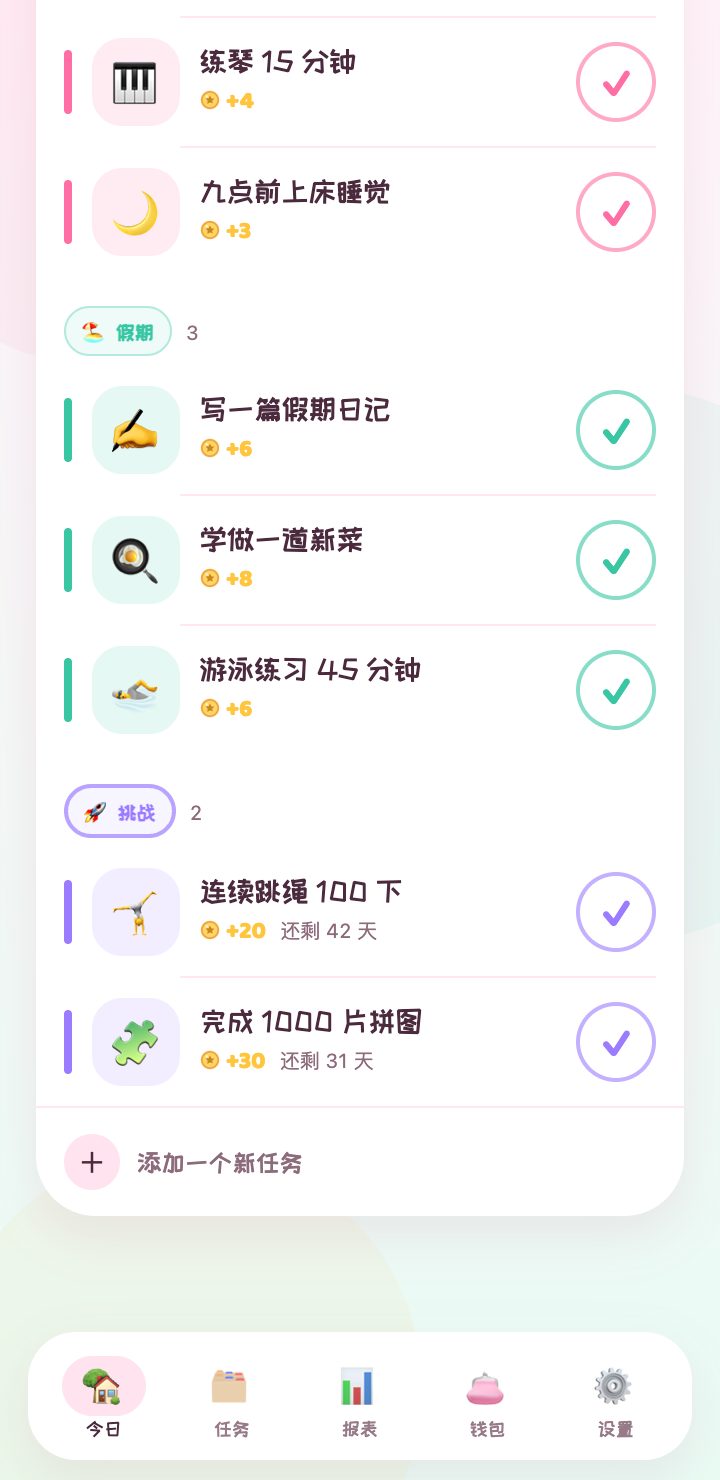 练琴 15 分钟
+4
九点前上床睡觉
+3
假期 3
写一篇假期日记
+6
学做一道新菜
+8
游泳练习 45 分钟
+6
挑战 2
连续跳绳 100 下
+20 还剩 42 天
完成 1000 片拼图
+30 还剩 31 天
添加一个新任务
今日 任务 报表 钱包 设置